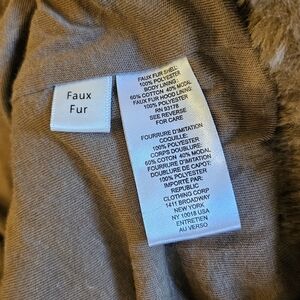 Faux
Fur
FAUX FUR SHELL
100% POLYESTER
BODY LINING:
60% COTTON 40% MODAL
FAUX FUR HOOD LINING:
100% POLYESTER
RN 93178
SEE REVERSE
FOR CARE
FOURRURE D'IMITATION
COQUILLE:
100% POLYESTER
CORPS DOUBLURE:
60% COTON 40% MODAL
FOURRURE D'IMITATION
DOUBLURE DE CAPOT:
100% POLYESTER
IMPORTÉ PAR:
REPUBLIC
CLOTHING CORP
1411 BROADWAY
NEW YORK
NY 10018 USA
ENTRETIEN
AU VERSO